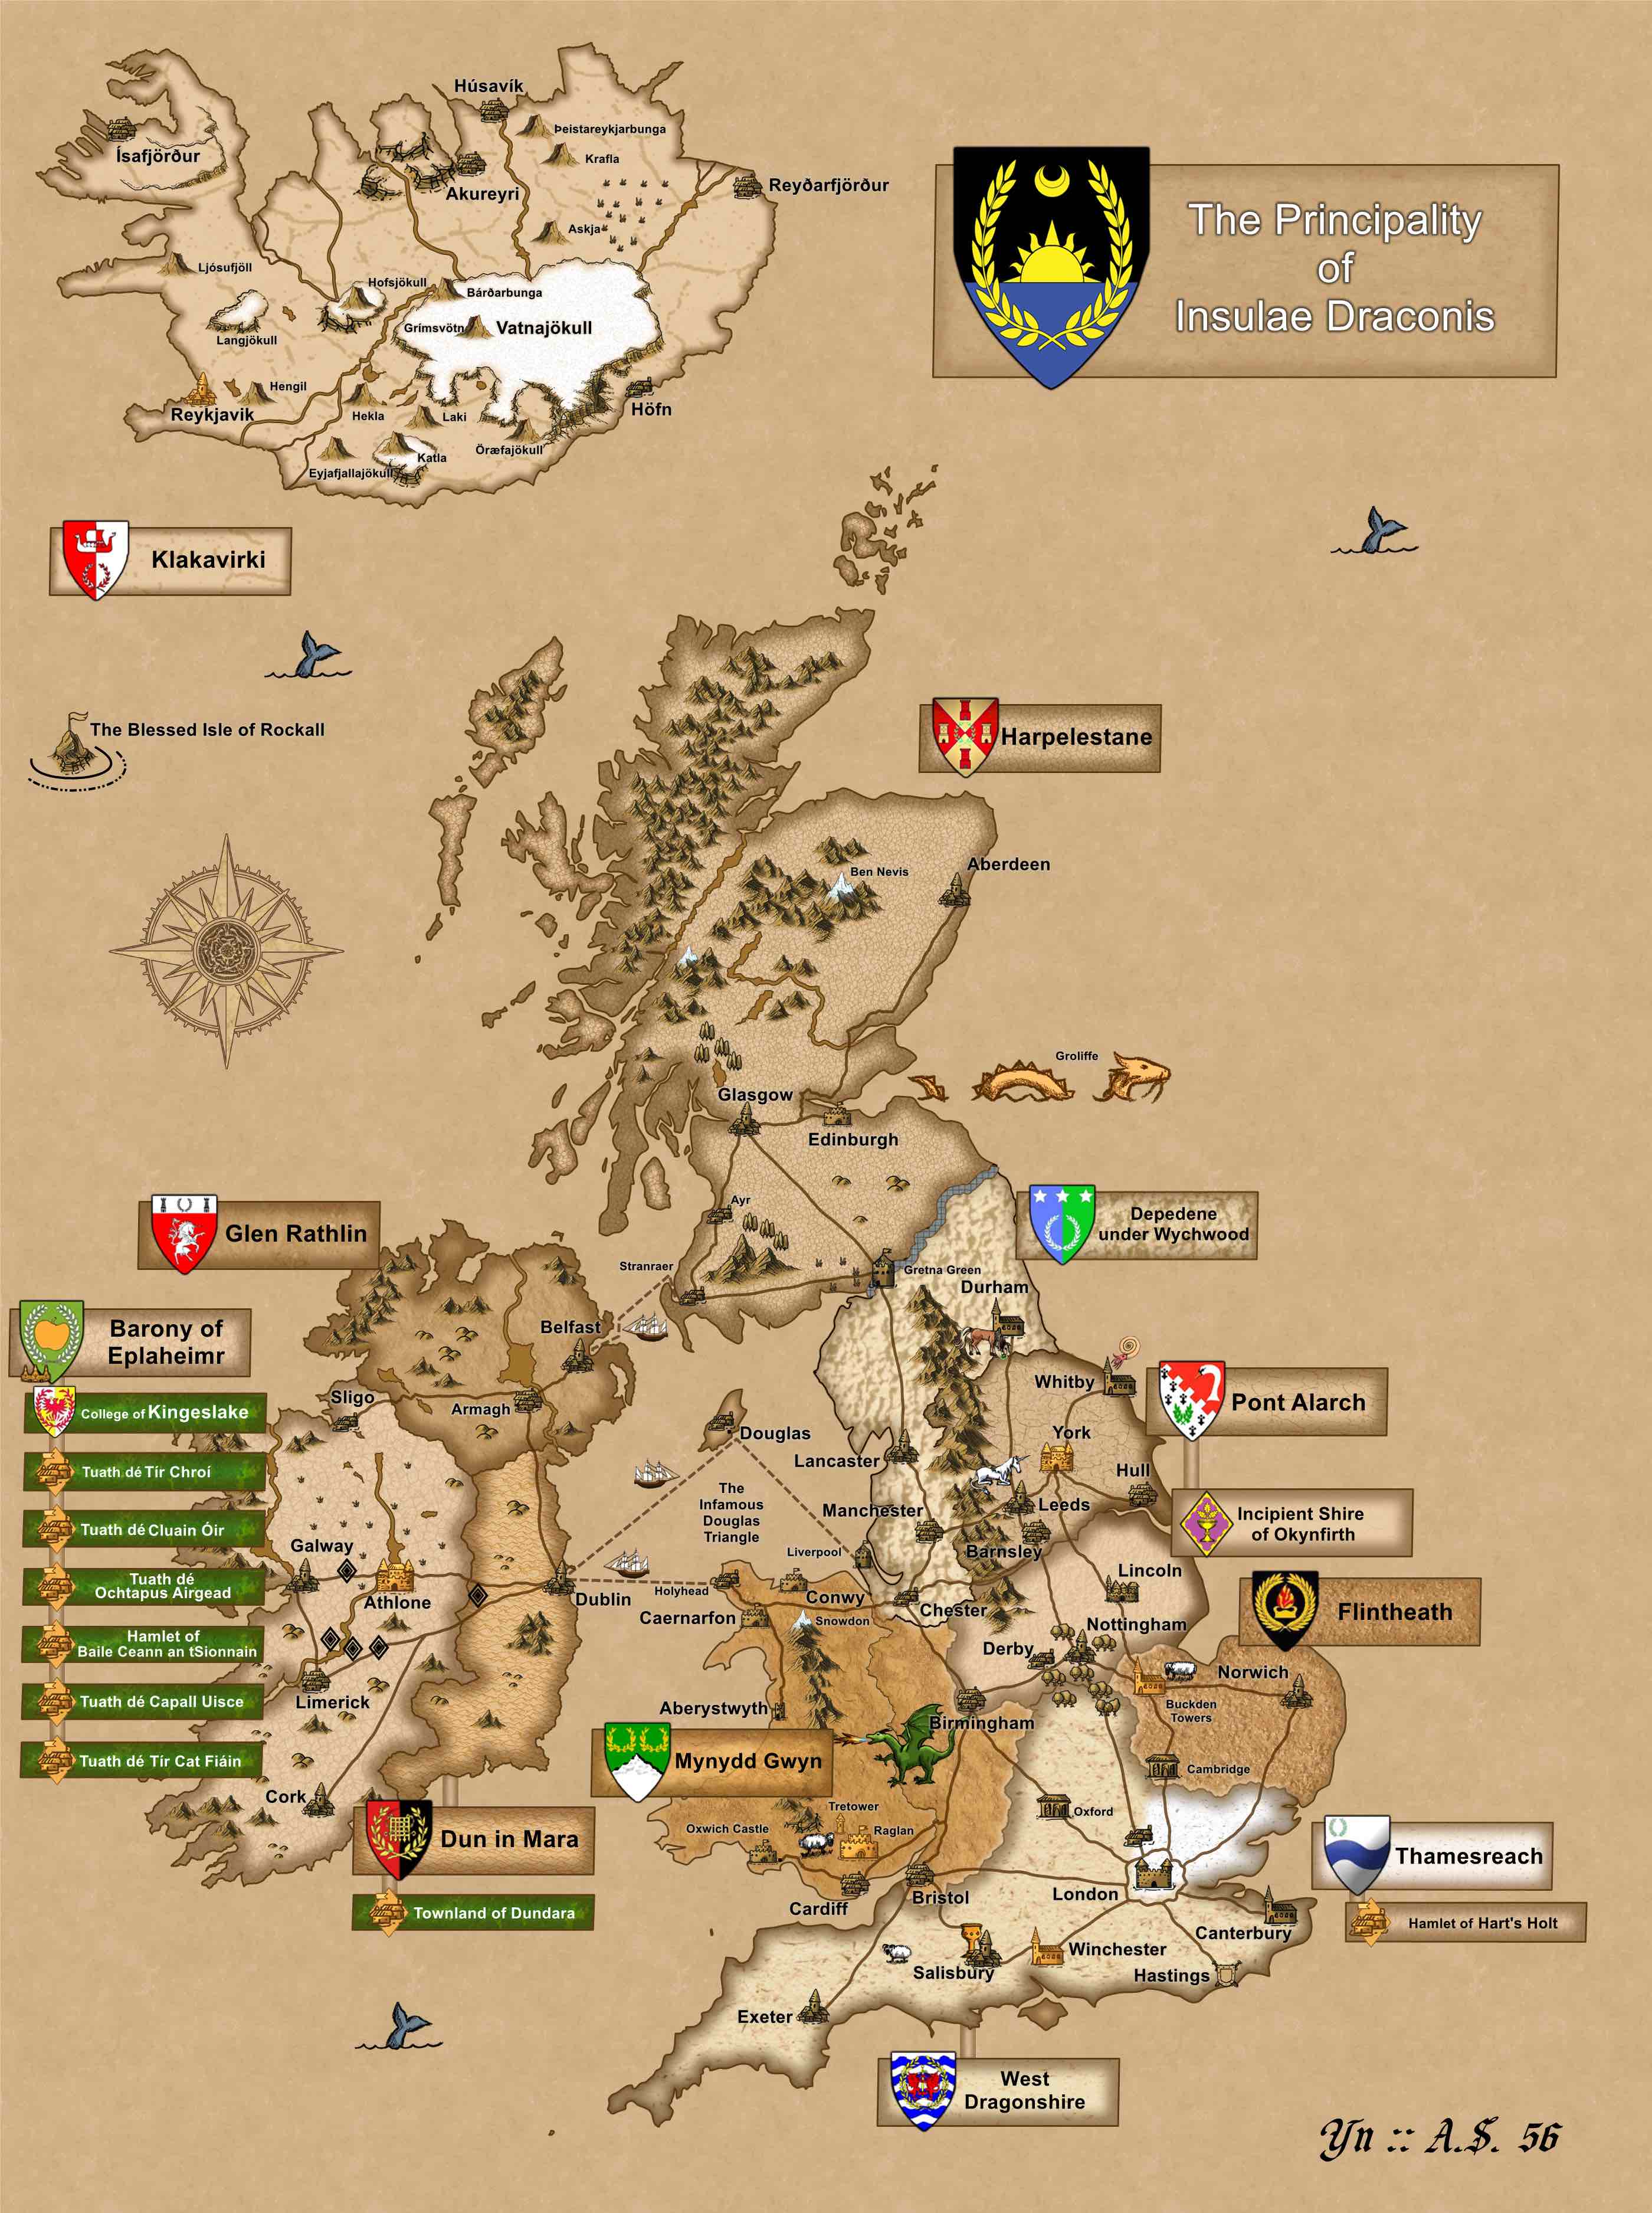 The Principality
of
Insulae Draconis
Húsavík
Þeistareykjarbunga
Krafla
Ísafjörður
Akureyri
Reyðarfjörður
Askja
Ljósufjöll
Hofsjökull
Bárðarbunga
Grímsvötn
Vatnajökull
Langjökull
Hengil
Reykjavik
Hekla
Laki
Höfn
Öræfajökull
Katla
Eyjafjallajökull
Klakavirki
The Blessed Isle of Rockall
Harpelestane
Aberdeen
Ben Nevis
Groliffe
Glasgow
Edinburgh
Ayr
Glen Rathlin
Depedene
under Wychwood
Stranraer
Gretna Green
Durham
Barony of
Eplaheimr
Belfast
Whitby
Pont Alarch
College of Kingeslake
Sligo
Armagh
Douglas
York
Lancaster
Tuath dé Tír Chroí
Hull
The
Infamous
Douglas
Triangle
Manchester
Leeds
Incipient Shire
of Okynfirth
Tuath dé Cluain Óir
Galway
Liverpool
Barnsley
Lincoln
Tuath dé
Ochtapus Airgead
Athlone
Dublin
Holyhead
Conwy
Chester
Flintheath
Caernarfon
Snowdon
Nottingham
Hamlet of
Baile Ceann an tSionnain
Derby
Norwich
Tuath dé Capall Uisce
Limerick
Aberystwyth
Birmingham
Buckden
Towers
Tuath dé Tír Cat Fiáin
Mynydd Gwyn
Cambridge
Cork
Tretower
Oxford
Dun in Mara
Oxwich Castle
Raglan
Thamesreach
Townland of Dundara
Cardiff
Bristol
London
Hamlet of Hart's Holt
Canterbury
Winchester
Salisbury
Hastings
Exeter
West
Dragonshire
Yn :: A.S. 56